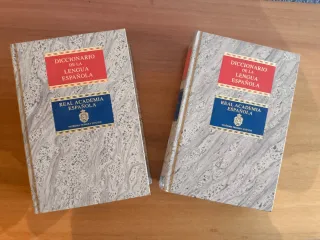 DICCIONARIO
DE LA
LENGUA
ESPAÑOLA
REAL ACADEMIA
ESPAÑOLA
DICCIONARIO
DE LA
LENGUA
ESPAÑOLA
REAL ACADEMIA
ESPAÑOLA